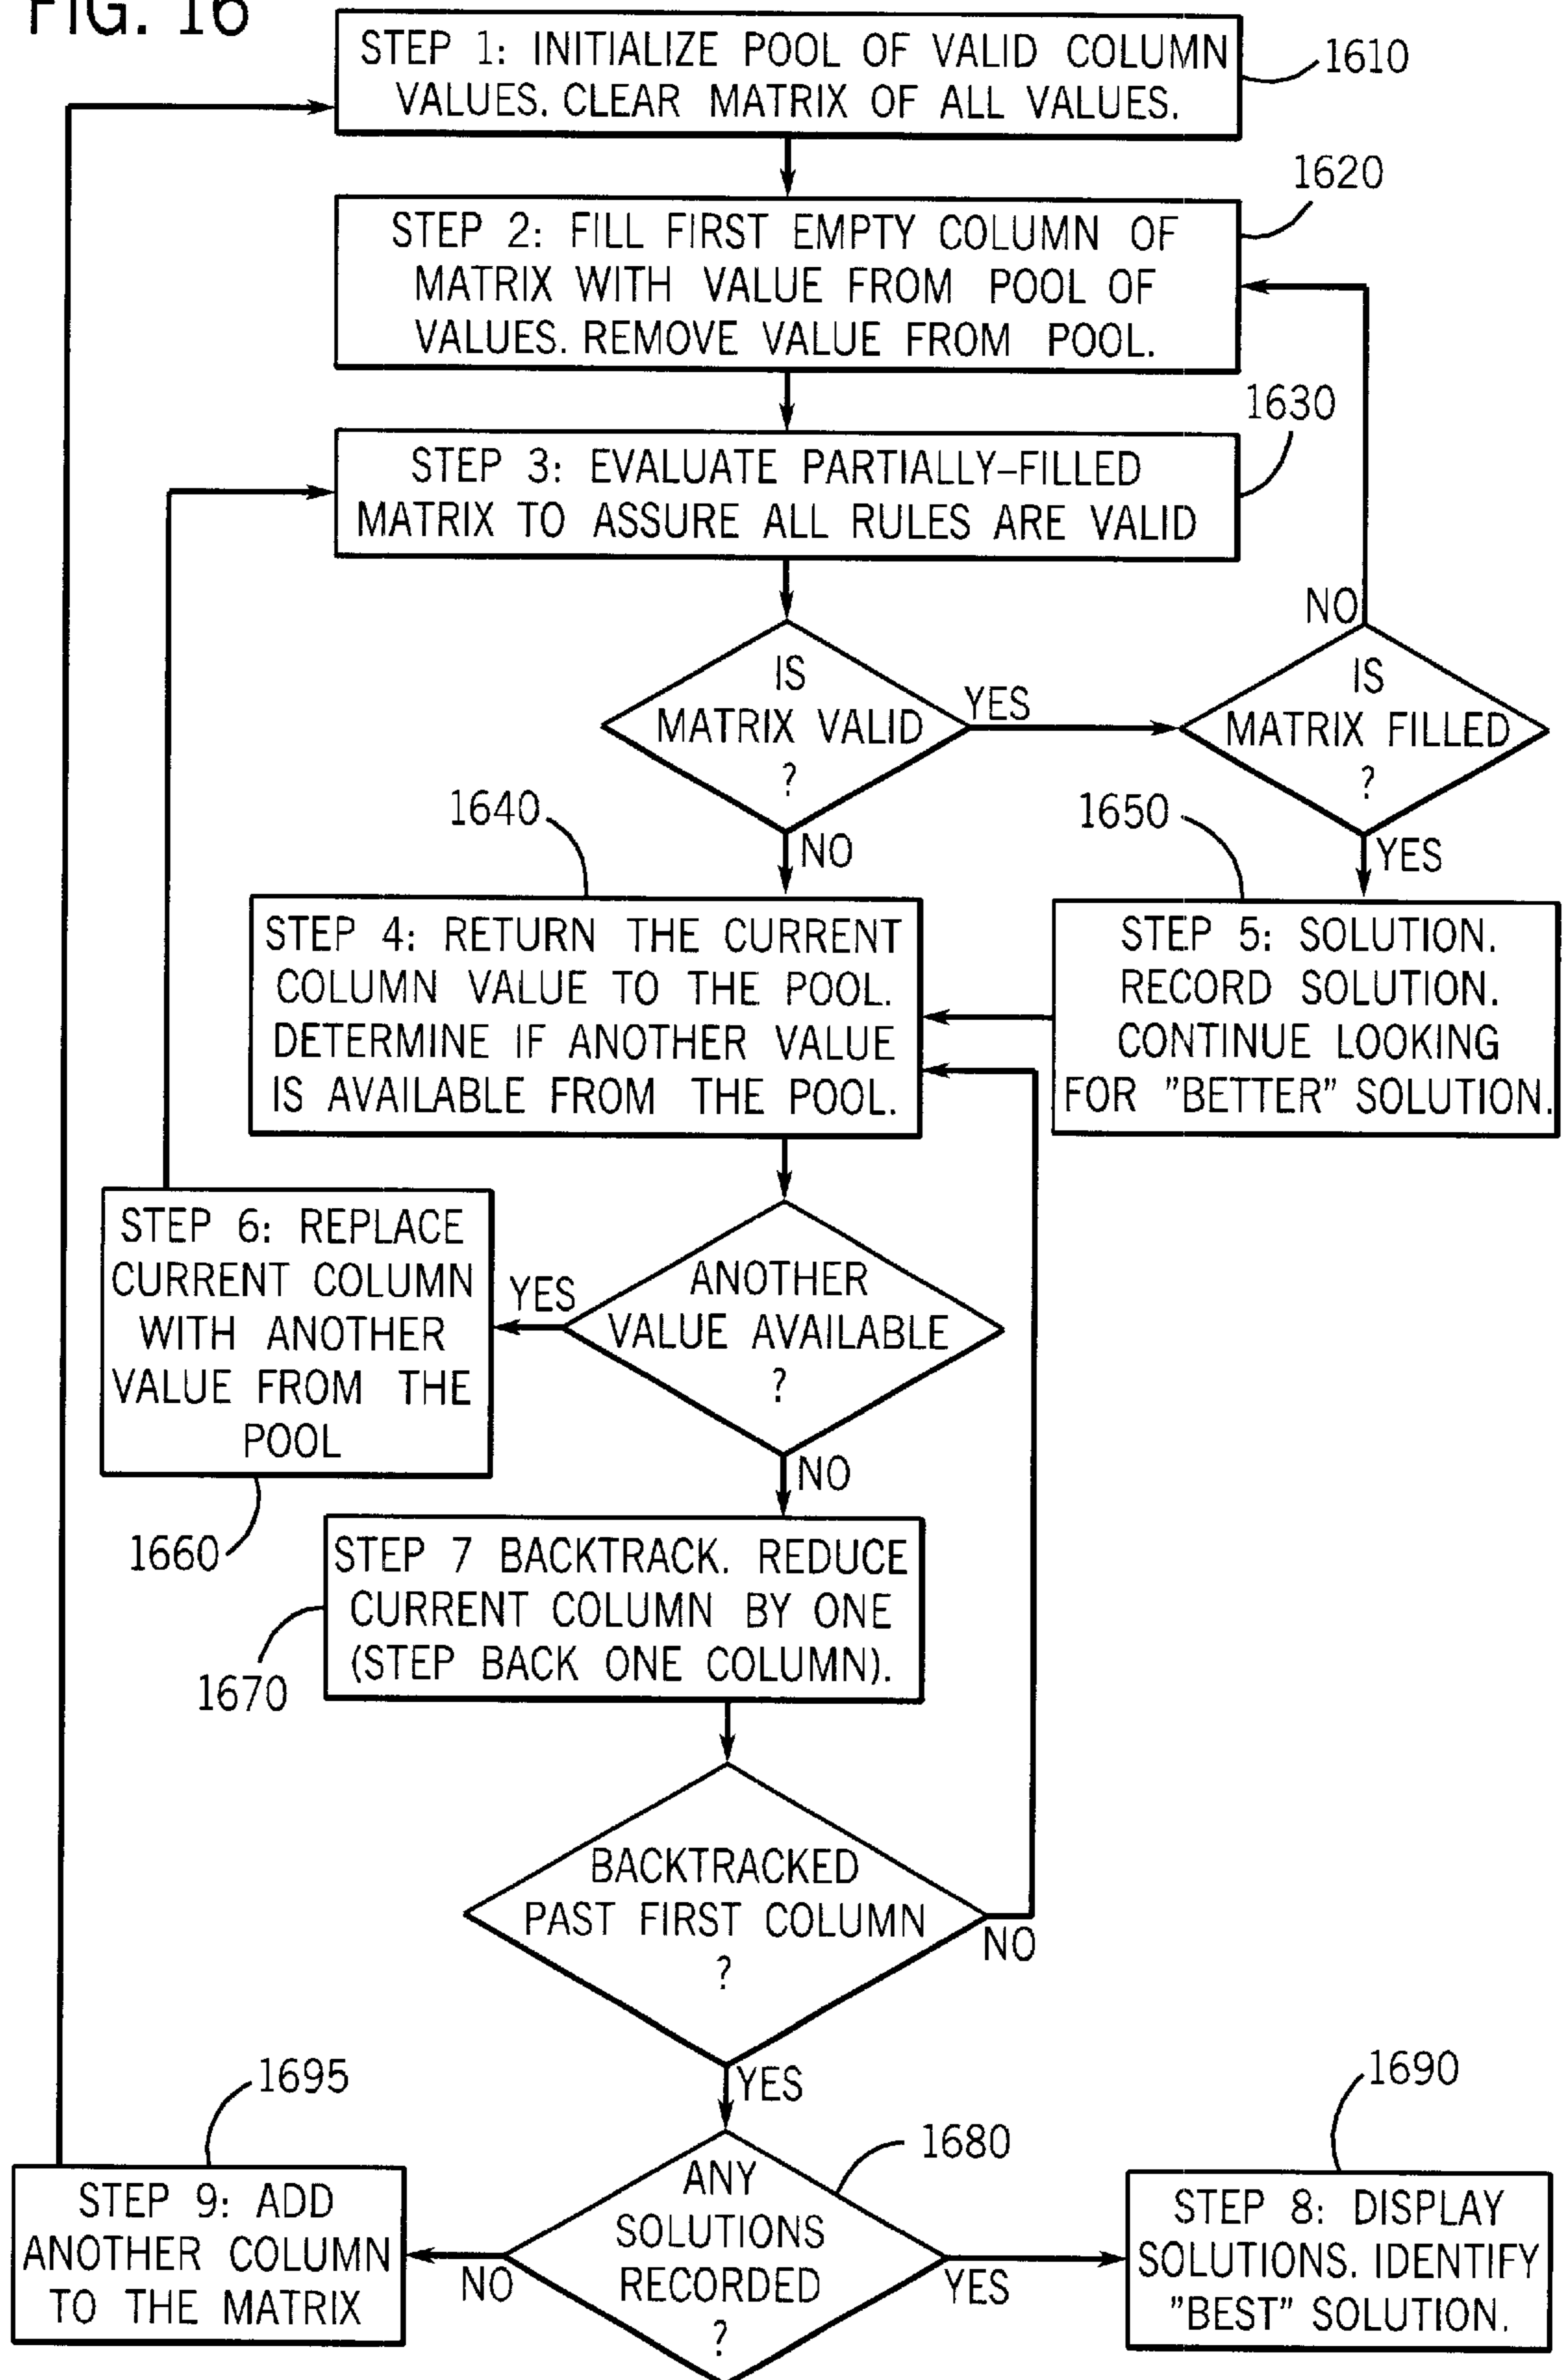 FIG. 16
STEP 1: INITIALIZE POOL OF VALID COLUMN
VALUES. CLEAR MATRIX OF ALL VALUES.
1610
1620
STEP 2: FILL FIRST EMPTY COLUMN OF
MATRIX WITH VALUE FROM POOL OF
VALUES. REMOVE VALUE FROM POOL.
1630
STEP 3: EVALUATE PARTIALLY-FILLED
MATRIX TO ASSURE ALL RULES ARE VALID
NO
IS
MATRIX VALID
?
YES
IS
MATRIX FILLED
?
1640
NO
1650
YES
STEP 4: RETURN THE CURRENT
COLUMN VALUE TO THE POOL.
DETERMINE IF ANOTHER VALUE
IS AVAILABLE FROM THE POOL.
STEP 5: SOLUTION.
RECORD SOLUTION.
CONTINUE LOOKING
FOR "BETTER" SOLUTION.
STEP 6: REPLACE
CURRENT COLUMN
WITH ANOTHER
VALUE FROM THE
POOL
YES
ANOTHER
VALUE AVAILABLE
?
NO
1660
STEP 7 BACKTRACK. REDUCE
CURRENT COLUMN BY ONE
(STEP BACK ONE COLUMN).
1670
BACKTRACKED
PAST FIRST COLUMN
?
NO
YES
1695
1680
1690
STEP 9: ADD
ANOTHER COLUMN
TO THE MATRIX
NO
ANY
SOLUTIONS
RECORDED
?
YES
STEP 8: DISPLAY
SOLUTIONS. IDENTIFY
"BEST" SOLUTION.